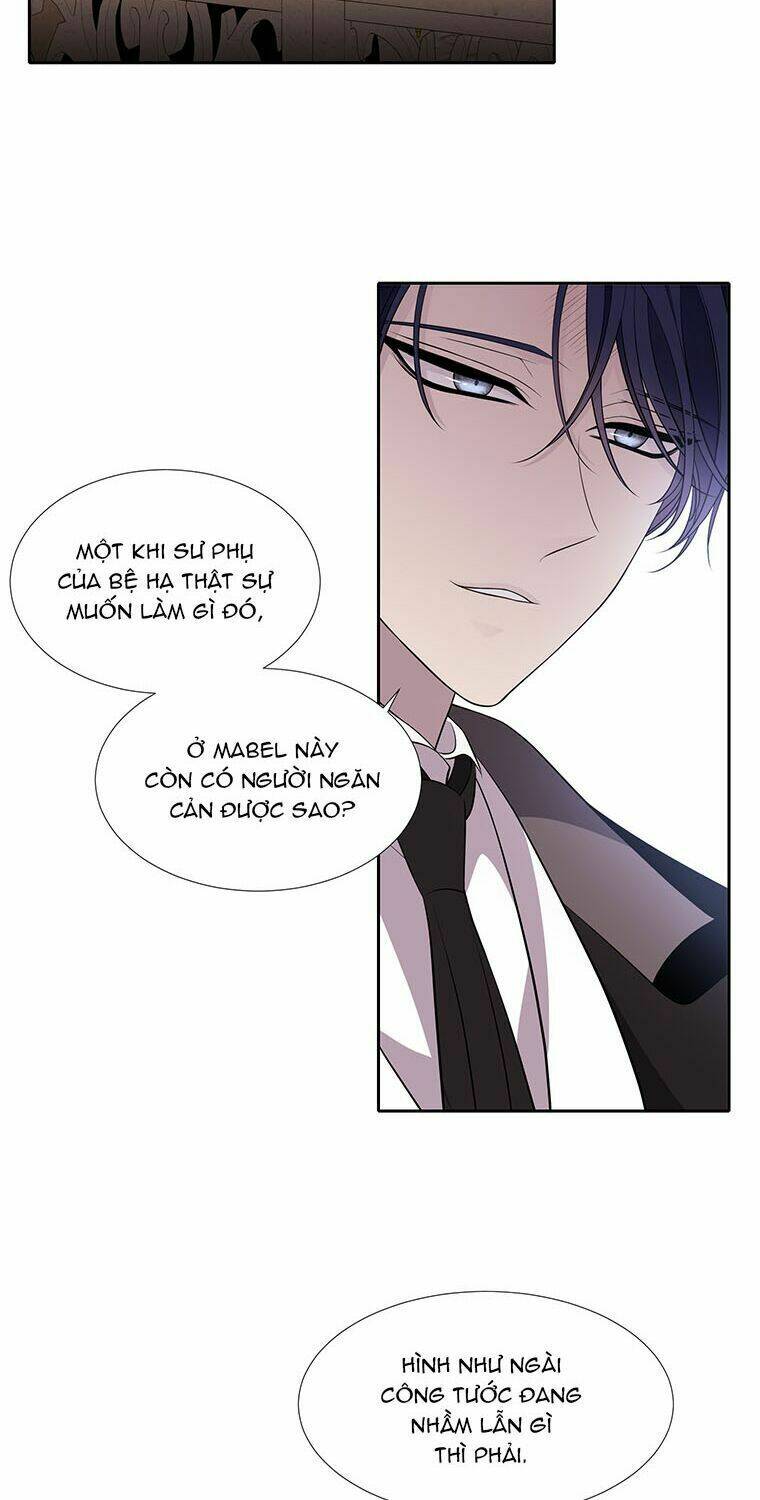 MỘT KHI SƯ PHỤ
CỦA BỆ HẠ THẬT SỰ
MUỐN LÀM GÌ ĐÓ,
Ở MABEL NÀY
CÒN CÓ NGƯỜI NGĂN
CẢN ĐƯỢC SAO?
HÌNH NHƯ NGÀI
CÔNG TƯỚC ĐANG
NHẦM LẪN GÌ
THÌ PHẢI.